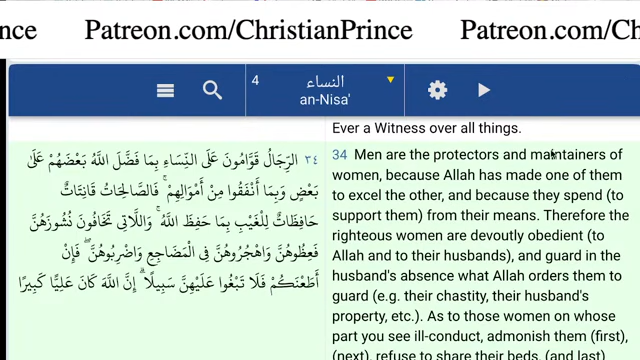 nce Patreon.com/ChristianPrince Patreon.com/Ch
4 النساء
an-Nisa'
Ever a Witness over all things.
٣٤ الرِّجَالُ قَوَّامُونَ عَلَى النِّسَاءِ بِمَا فَضَّلَ اللَّهُ بَعْضَهُمْ عَلَىٰ
بَعْضٍ وَبِمَا أَنْفَقُوا مِنْ أَمْوَالِهِمْ ۚ فَالصَّالِحَاتُ قَانِتَاتٌ
حَافِظَاتٌ لِلْغَيْبِ بِمَا حَفِظَ اللَّهُ ۚ وَاللَّاتِي تَخَافُونَ نُشُوزَهُنَّ
فَعِظُوهُنَّ وَاهْجُرُوهُنَّ فِي الْمَضَاجِعِ وَاضْرِبُوهُنَّ ۖ فَإِنْ
أَطَعْنَكُمْ فَلَا تَبْغُوا عَلَيْهِنَّ سَبِيلًا ۗ إِنَّ اللَّهَ كَانَ عَلِيًّا كَبِيرًا
34 Men are the protectors and maintainers of
women, because Allah has made one of them
to excel the other, and because they spend (to
support them) from their means. Therefore the
righteous women are devoutly obedient (to
Allah and to their husbands), and guard in the
husband's absence what Allah orders them to
guard (e.g. their chastity, their husband's
property, etc.). As to those women on whose
part you see ill-conduct, admonish them (first),
(next), refuse to share their beds, (and last)